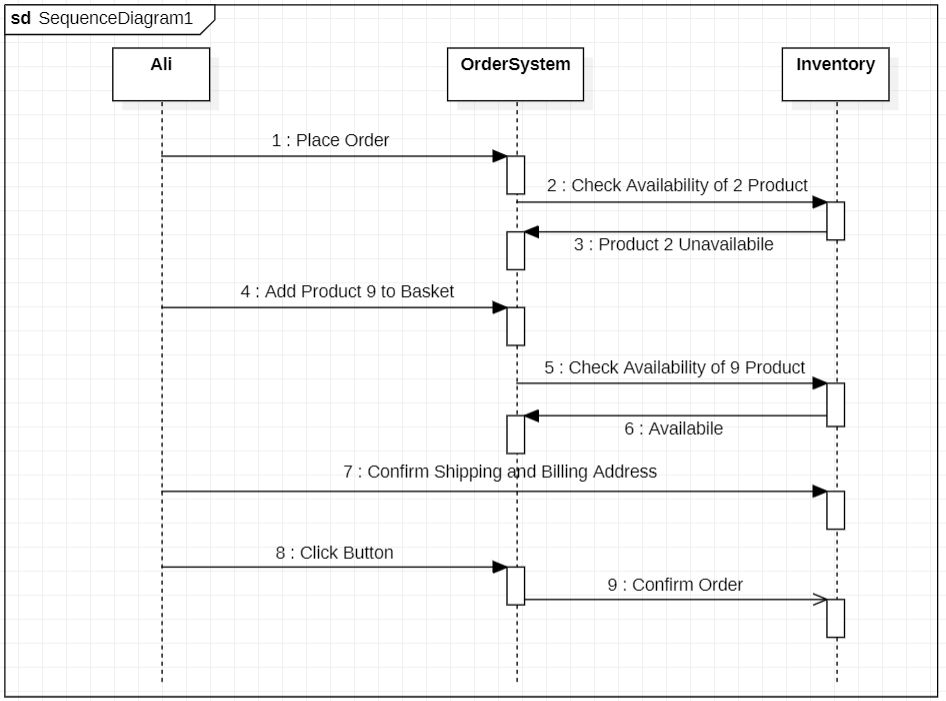 sd SequenceDiagram1
Ali
OrderSystem
Inventory
1 : Place Order
2 : Check Availability of 2 Product
3 : Product 2 Unavailabile
4 : Add Product 9 to Basket
5 : Check Availability of 9 Product
6 : Availabile
7 : Confirm Shipping and Billing Address
8 : Click Button
9 : Confirm Order